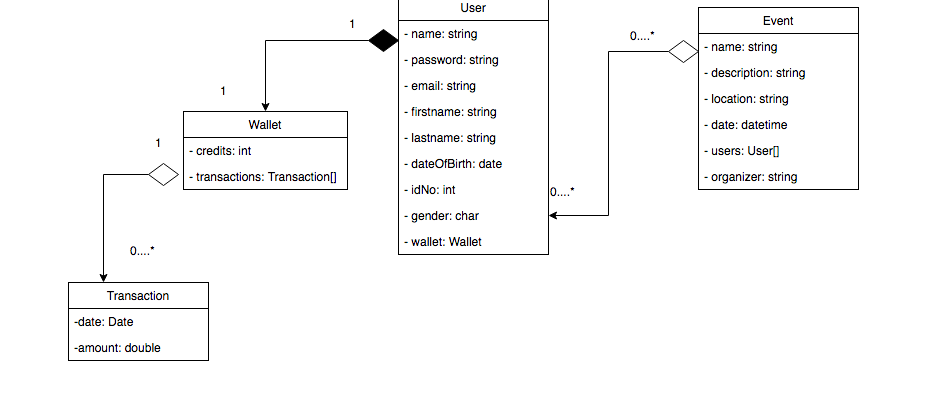 User
- name: string
- password: string
- email: string
- firstname: string
- lastname: string
- dateOfBirth: date
- idNo: int
- gender: char
- wallet: Wallet
Event
- name: string
- description: string
- location: string
- date: datetime
- users: User[]
- organizer: string
0....*
0....*
1
1
Wallet
- credits: int
- transactions: Transaction[]
1
0....*
Transaction
-date: Date
-amount: double